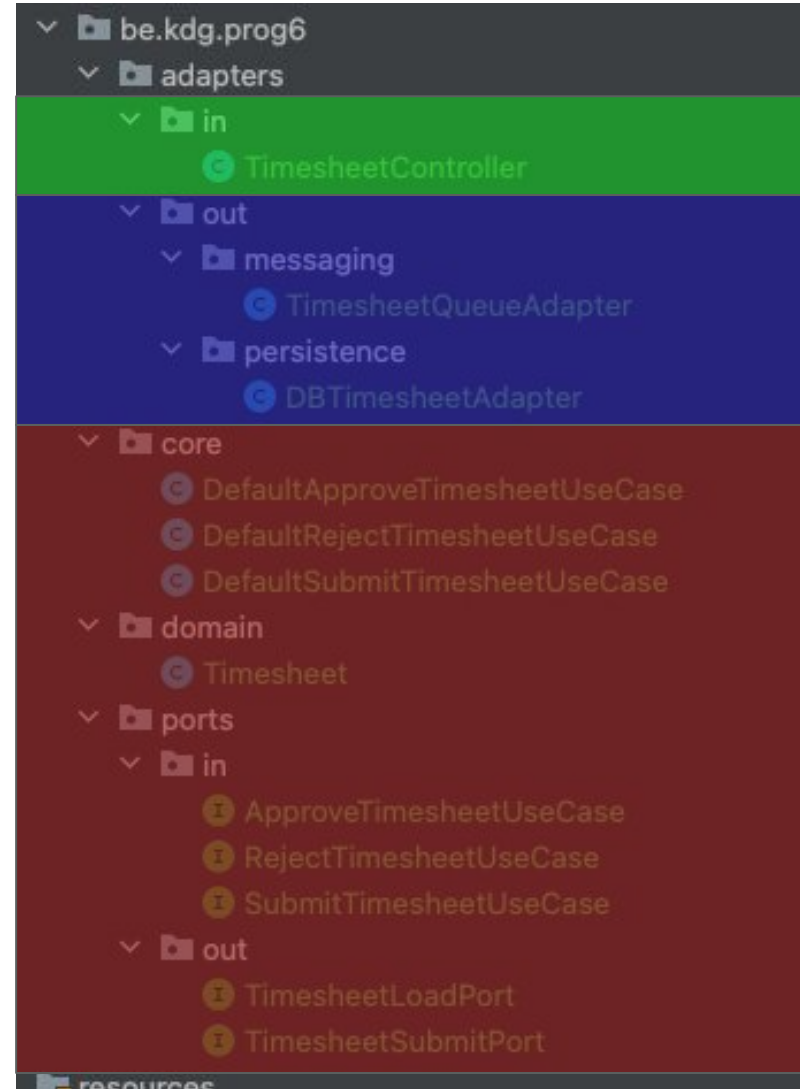 be.kdg.prog6
adapters
in
C TimesheetController
out
messaging
C TimesheetQueueAdapter
persistence
C DBTimesheetAdapter
core
C DefaultApproveTimesheetUseCase
C DefaultRejectTimesheetUseCase
C DefaultSubmitTimesheetUseCase
domain
C Timesheet
ports
in
I ApproveTimesheetUseCase
I RejectTimesheetUseCase
I SubmitTimesheetUseCase
out
I TimesheetLoadPort
I TimesheetSubmitPort
resources